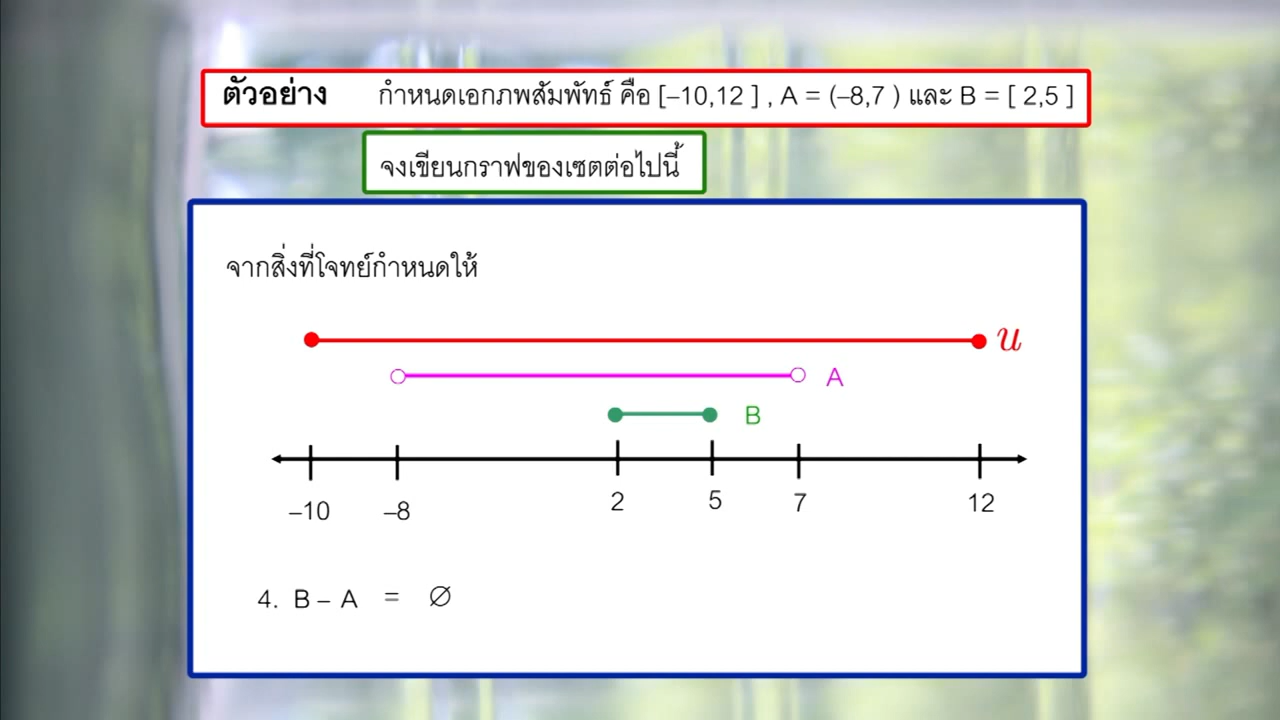 ตัวอย่าง กำหนดเอกภพสัมพัทธ์ คือ [–10,12 ] , A = (–8,7 ) และ B = [ 2,5 ]
จงเขียนกราฟของเซตต่อไปนี้
จากสิ่งที่โจทย์กำหนดให้
u
A
B
–10 –8 2 5 7 12
4. B – A = ∅